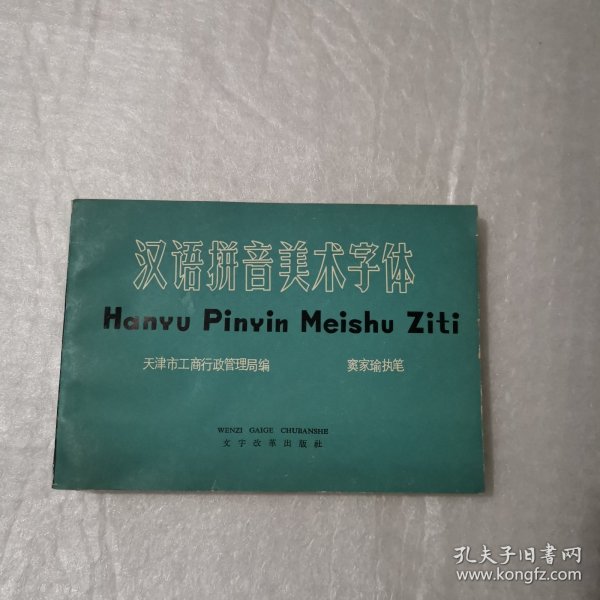 汉语拼音美术字体
Hanyu Pinyin Meishu Ziti
天津市工商行政管理局编 窦家瑜执笔
WENZI GAIGE CHUBANSHE
文字改革出版社
孔夫子旧书网
www.kongfz.com